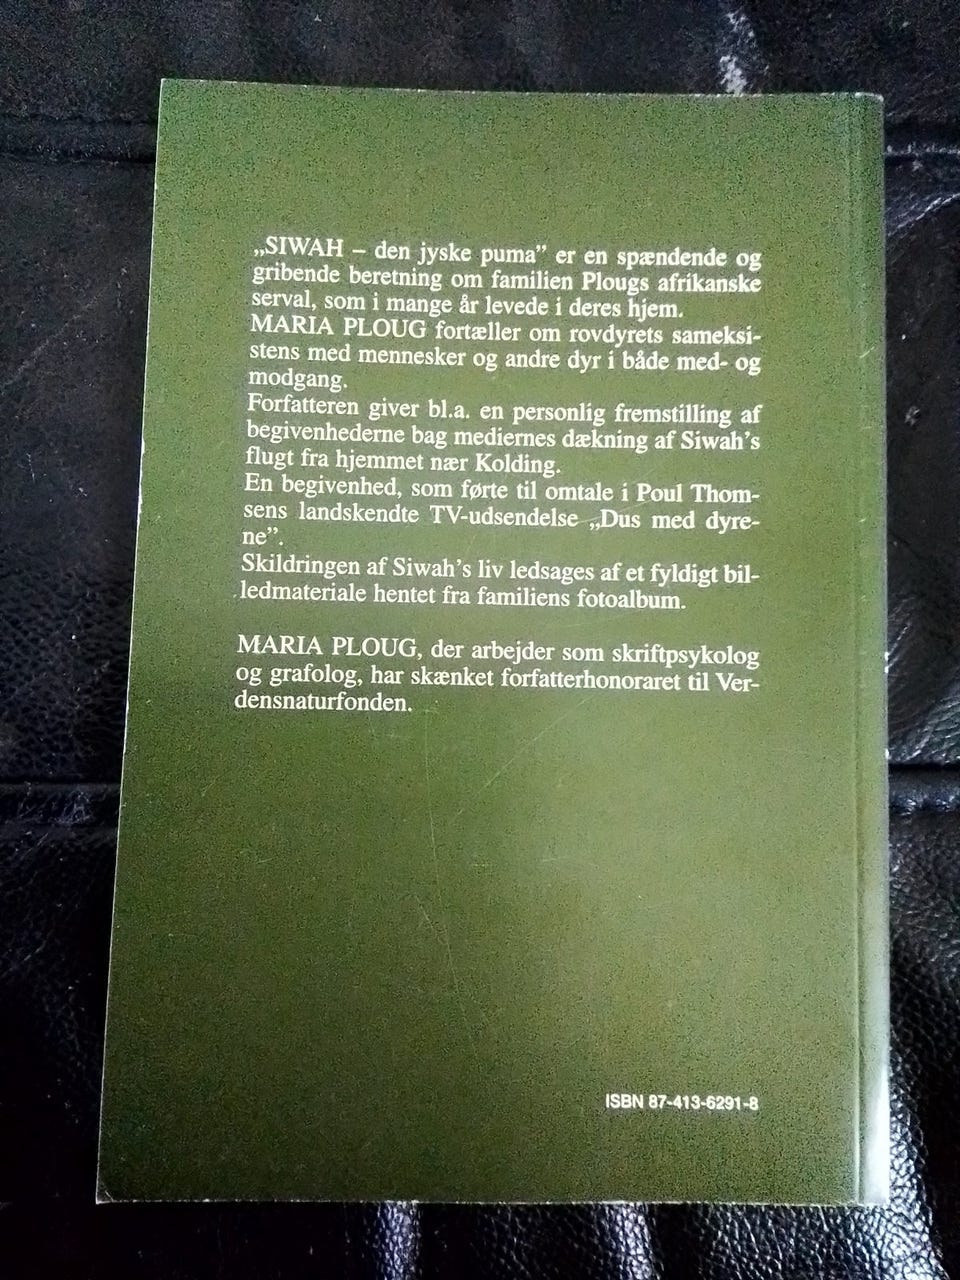 „SIWAH – den jyske puma” er en spændende og
gribende beretning om familien Plougs afrikanske
serval, som i mange år levede i deres hjem.
MARIA PLOUG fortæller om rovdyrets sameksi-
stens med mennesker og andre dyr i både med- og
modgang.
Forfatteren giver bl.a. en personlig fremstilling af
begivenhederne bag mediernes dækning af Siwah's
flugt fra hjemmet nær Kolding.
En begivenhed, som førte til omtale i Poul Thom-
sens landskendte TV-udsendelse „Dus med dyre-
ne”.
Skildringen af Siwah's liv ledsages af et fyldigt bil-
ledmateriale hentet fra familiens fotoalbum.
MARIA PLOUG, der arbejder som skriftpsykolog
og grafolog, har skænket forfatterhonoraret til Ver-
densnaturfonden.
ISBN 87-413-6291-8